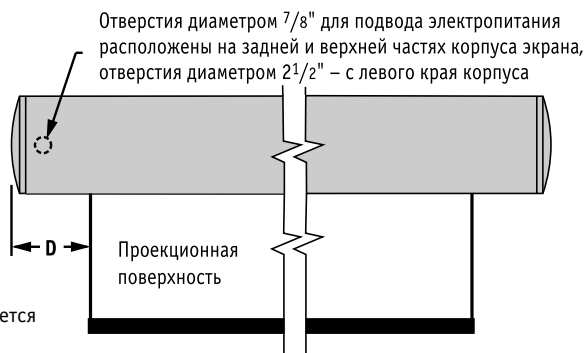 Отверстия диаметром 7/8" для подвода электропитания
расположены на задней и верхней частях корпуса экрана,
отверстия диаметром 2 1/2" – с левого края корпуса
D
Проекционная
поверхность
ется